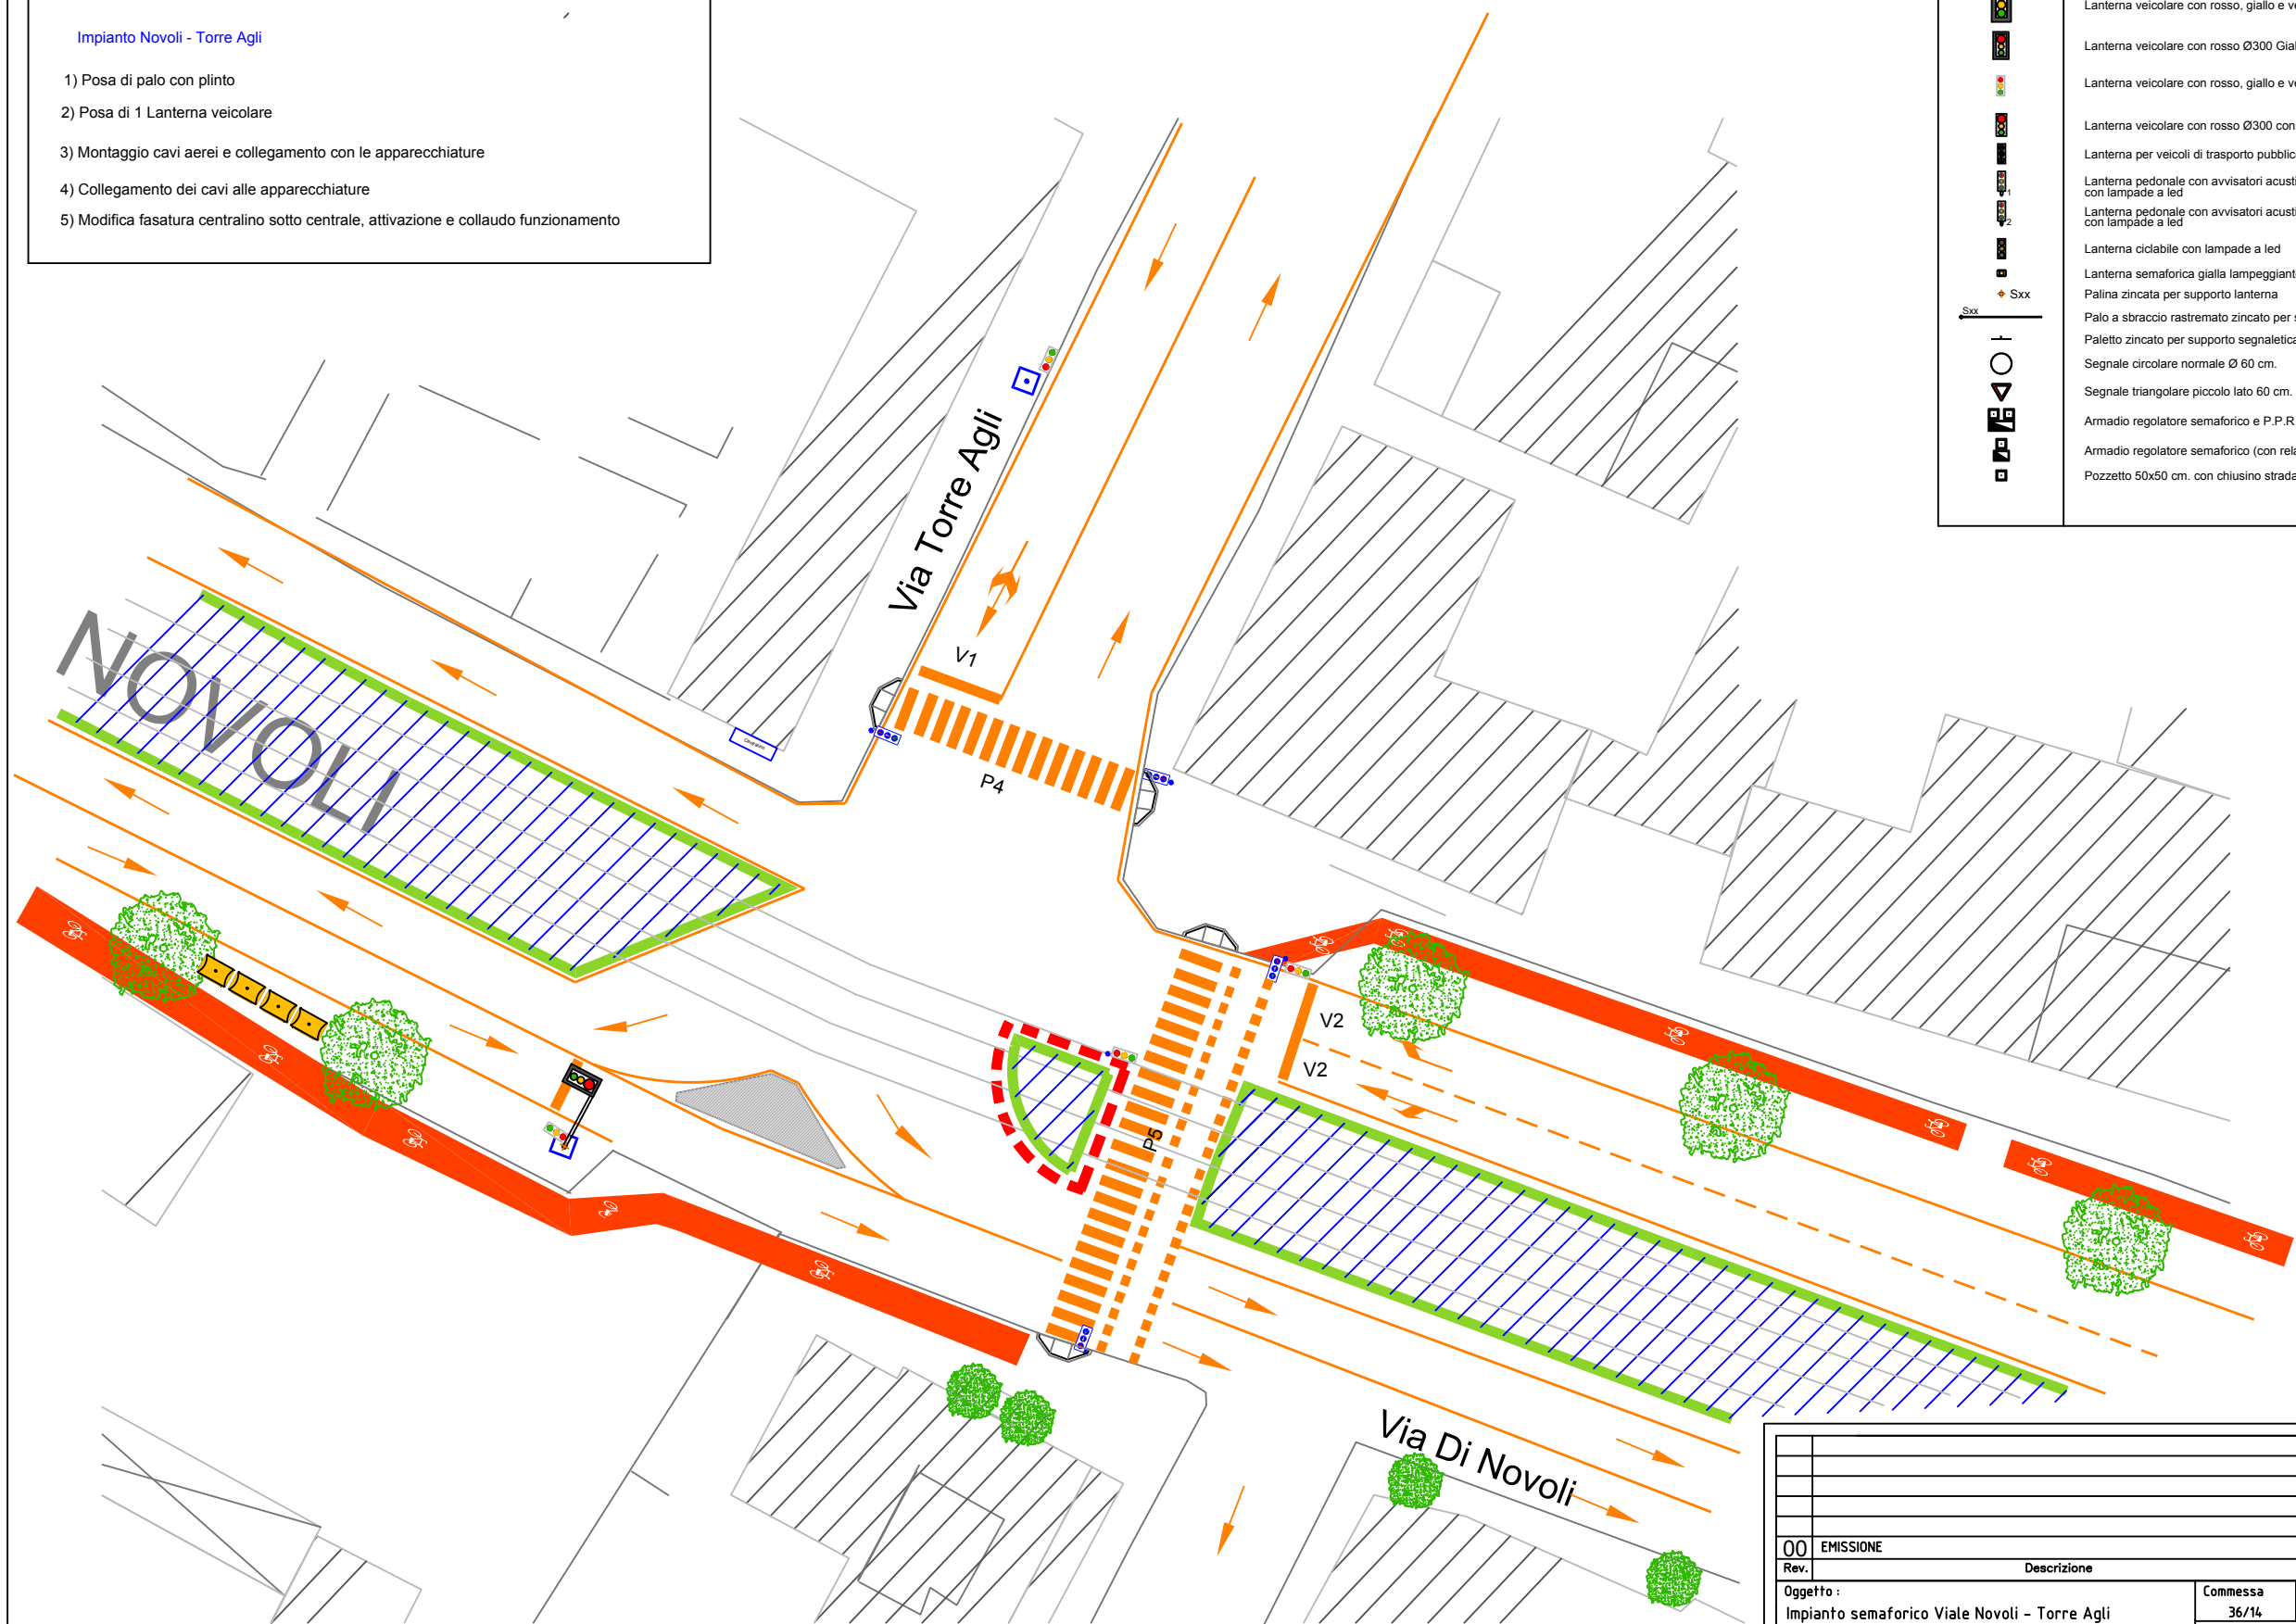 Impianto Novoli - Torre Agli
1) Posa di palo con plinto
2) Posa di 1 Lanterna veicolare
3) Montaggio cavi aerei e collegamento con le apparecchiature
4) Collegamento dei cavi alle apparecchiature
5) Modifica fasatura centralino sotto centrale, attivazione e collaudo funzionamento
Lanterna veicolare con rosso, giallo e ve
Lanterna veicolare con rosso Ø300 Gial
Lanterna veicolare con rosso, giallo e ve
Lanterna veicolare con rosso Ø300 con
Lanterna per veicoli di trasporto pubblic
1
Lanterna pedonale con avvisatori acusti
con lampade a led
2
Lanterna pedonale con avvisatori acusti
con lampade a led
Lanterna ciclabile con lampade a led
Lanterna semaforica gialla lampeggiant
Sxx
Palina zincata per supporto lanterna
Sxx
Palo a sbraccio rastremato zincato per s
Paletto zincato per supporto segnaletica
Segnale circolare normale Ø 60 cm.
Segnale triangolare piccolo lato 60 cm.
Armadio regolatore semaforico e P.P.R.
Armadio regolatore semaforico (con rela
Pozzetto 50x50 cm. con chiusino strada
Via Torre Agli
NOVOLI
V1
P4
V2
V2
P5
Via Di Novoli
00 EMISSIONE
Rev. Descrizione
Oggetto :
Impianto semaforico Viale Novoli - Torre Agli
Commessa
36/14